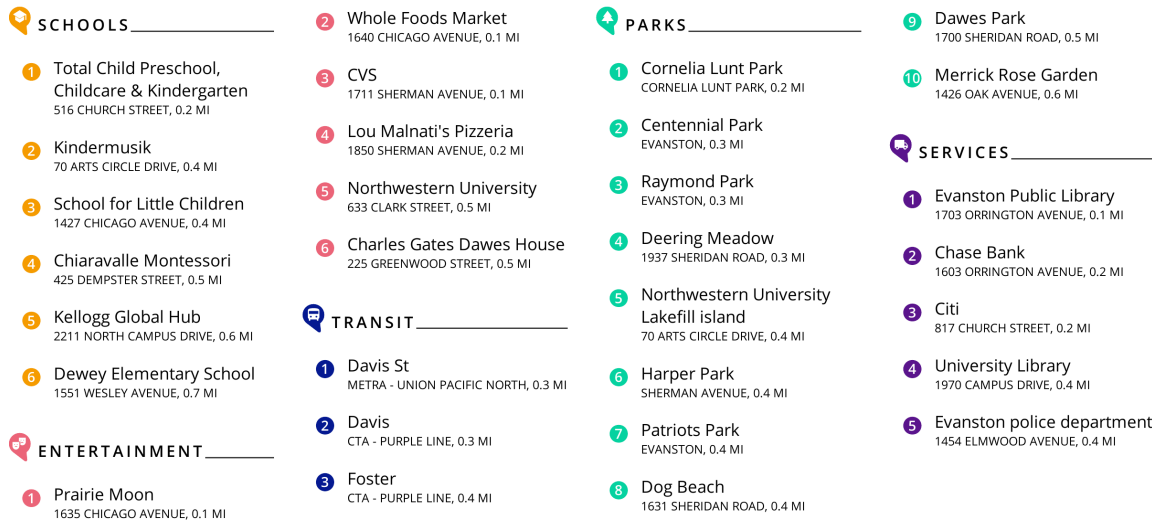 SCHOOLS
1
Total Child Preschool,
Childcare & Kindergarten
516 CHURCH STREET, 0.2 MI
2
Kindermusik
70 ARTS CIRCLE DRIVE, 0.4 MI
3
School for Little Children
1427 CHICAGO AVENUE, 0.4 MI
4
Chiaravalle Montessori
425 DEMPSTER STREET, 0.5 MI
5
Kellogg Global Hub
2211 NORTH CAMPUS DRIVE, 0.6 MI
6
Dewey Elementary School
1551 WESLEY AVENUE, 0.7 MI
ENTERTAINMENT
1
Prairie Moon
1635 CHICAGO AVENUE, 0.1 MI
2
Whole Foods Market
1640 CHICAGO AVENUE, 0.1 MI
3
CVS
1711 SHERMAN AVENUE, 0.1 MI
4
Lou Malnati's Pizzeria
1850 SHERMAN AVENUE, 0.2 MI
5
Northwestern University
633 CLARK STREET, 0.5 MI
6
Charles Gates Dawes House
225 GREENWOOD STREET, 0.5 MI
TRANSIT
1
Davis St
METRA - UNION PACIFIC NORTH, 0.3 MI
2
Davis
CTA - PURPLE LINE, 0.3 MI
3
Foster
CTA - PURPLE LINE, 0.4 MI
PARKS
1
Cornelia Lunt Park
CORNELIA LUNT PARK, 0.2 MI
2
Centennial Park
EVANSTON, 0.3 MI
3
Raymond Park
EVANSTON, 0.3 MI
4
Deering Meadow
1937 SHERIDAN ROAD, 0.3 MI
5
Northwestern University
Lakefill island
70 ARTS CIRCLE DRIVE, 0.4 MI
6
Harper Park
SHERMAN AVENUE, 0.4 MI
7
Patriots Park
EVANSTON, 0.4 MI
8
Dog Beach
1631 SHERIDAN ROAD, 0.4 MI
9
Dawes Park
1700 SHERIDAN ROAD, 0.5 MI
10
Merrick Rose Garden
1426 OAK AVENUE, 0.6 MI
SERVICES
1
Evanston Public Library
1703 ORRINGTON AVENUE, 0.1 MI
2
Chase Bank
1603 ORRINGTON AVENUE, 0.2 MI
3
Citi
817 CHURCH STREET, 0.2 MI
4
University Library
1970 CAMPUS DRIVE, 0.4 MI
5
Evanston police department
1454 ELMWOOD AVENUE, 0.4 MI